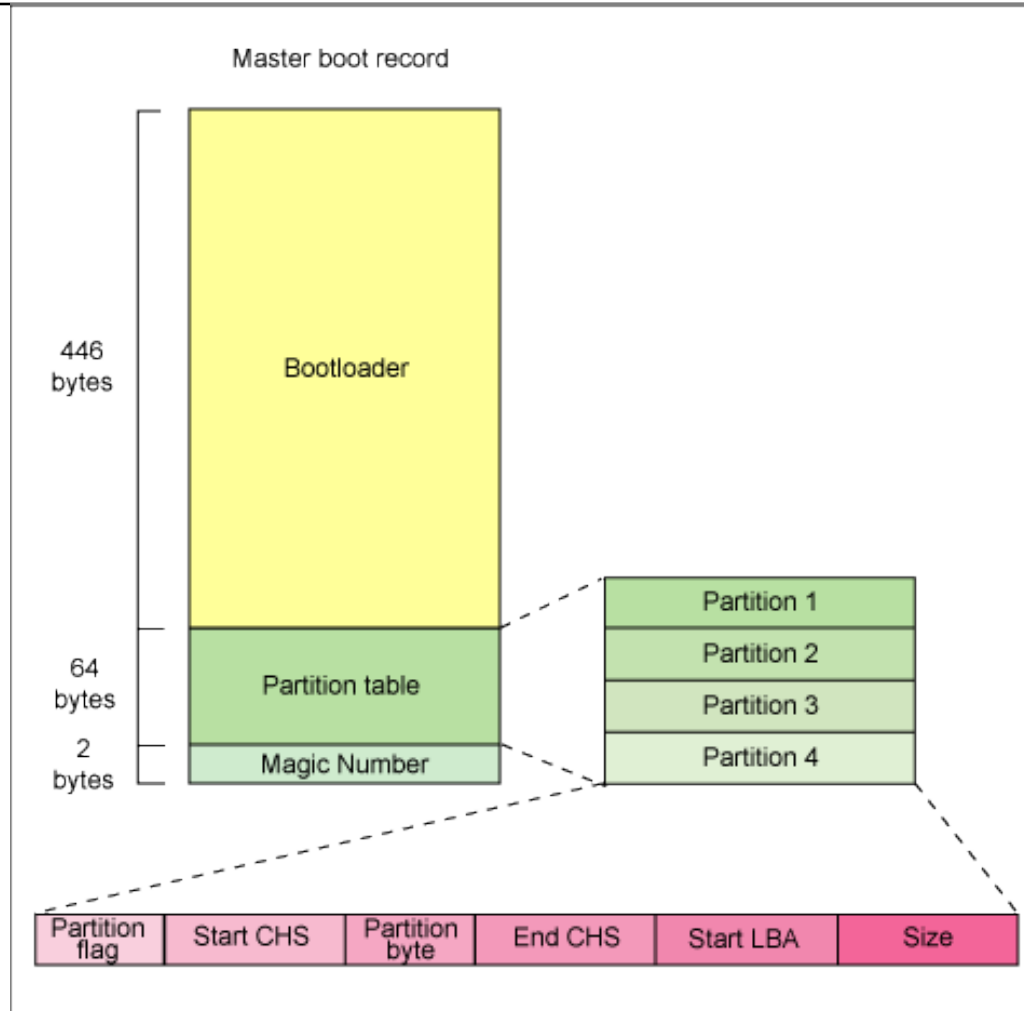 Master boot record
446
bytes
Bootloader
Partition 1
Partition 2
64
bytes
Partition table
Partition 3
2
bytes
Magic Number
Partition 4
Partition
flag
Start CHS
Partition
byte
End CHS
Start LBA
Size